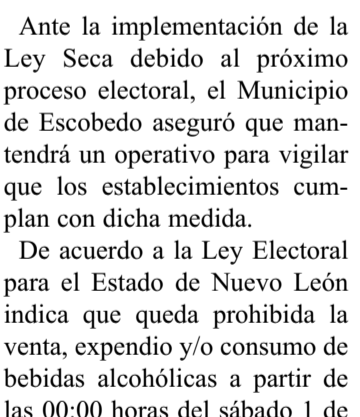 Ante la implementación de la
Ley Seca debido al próximo
proceso electoral, el Municipio
de Escobedo aseguró que man-
tendrá un operativo para vigilar
que los establecimientos cum-
plan con dicha medida.
De acuerdo a la Ley Electoral
para el Estado de Nuevo León
indica que queda prohibida la
venta, expendio y/o consumo de
bebidas alcohólicas a partir de
las 00:00 horas del sábado 1 de